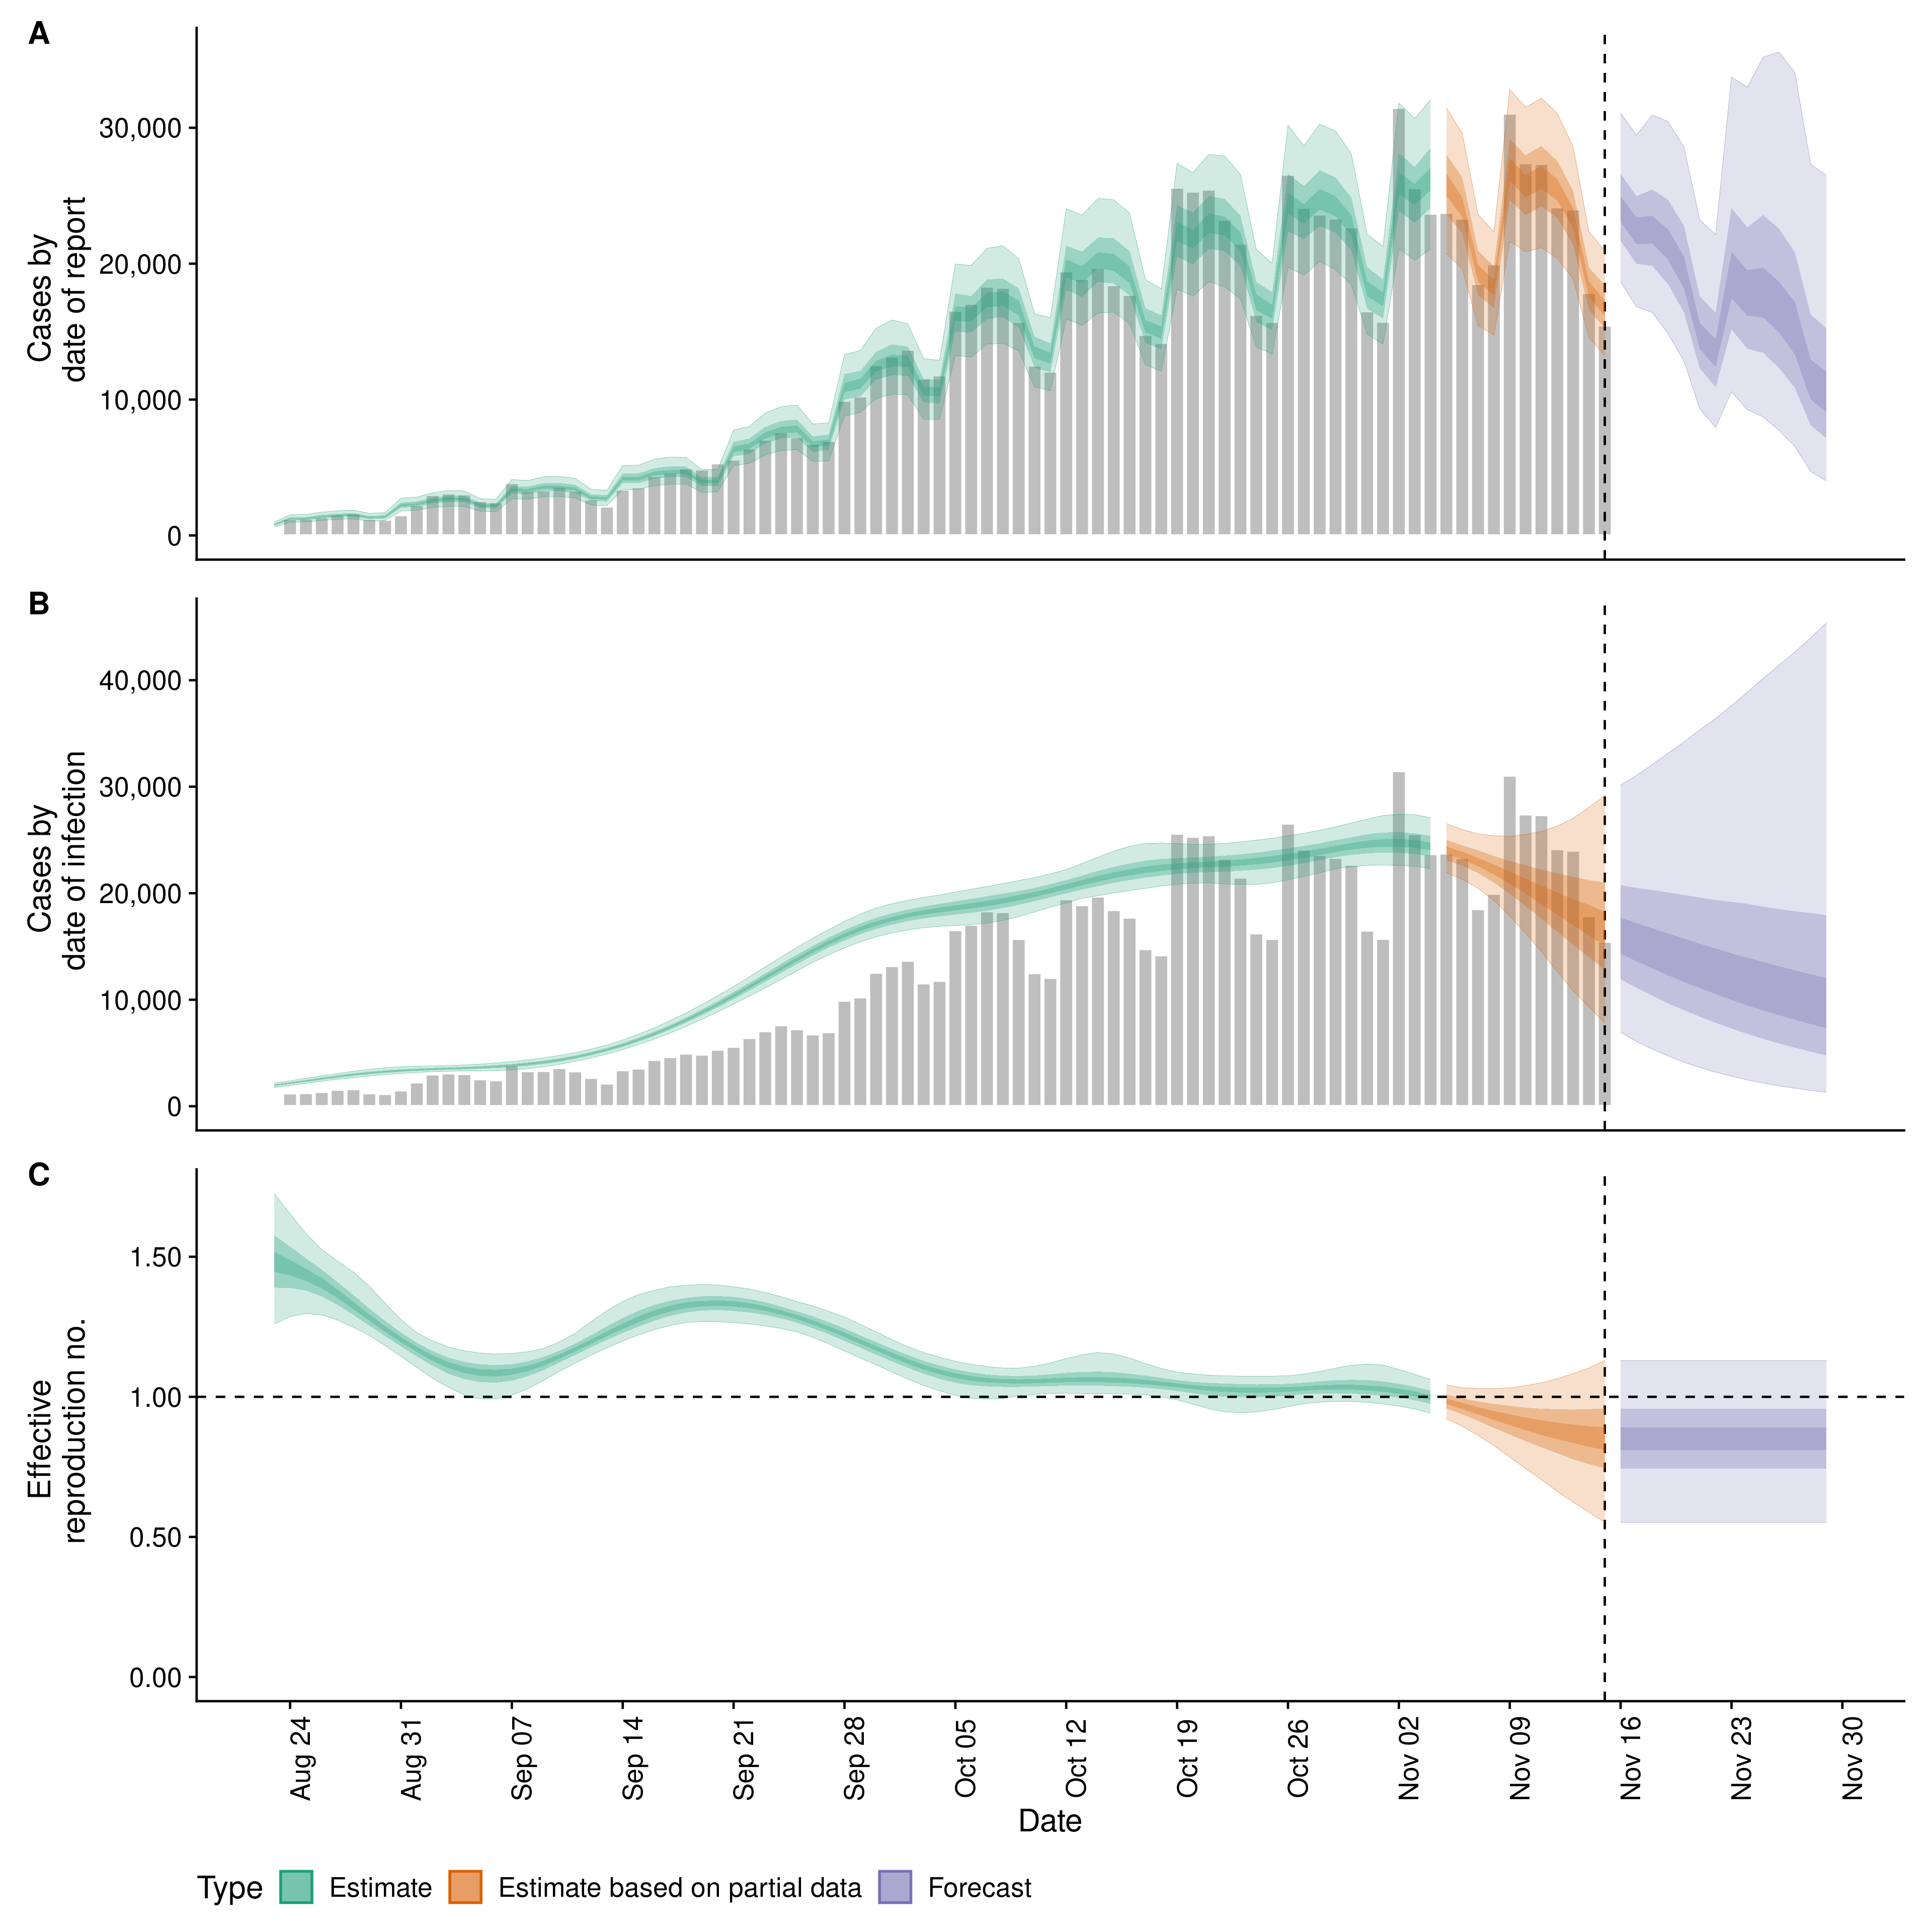 A
Cases by
date of report
30,000
20,000
10,000
0
B
Cases by
date of infection
40,000
30,000
20,000
10,000
0
C
Effective
reproduction no.
1.50
1.00
0.50
0.00
Aug 24
Aug 31
Sep 07
Sep 14
Sep 21
Sep 28
Oct 05
Oct 12
Oct 19
Oct 26
Nov 02
Nov 09
Nov 16
Nov 23
Nov 30
Date
Type Estimate Estimate based on partial data Forecast